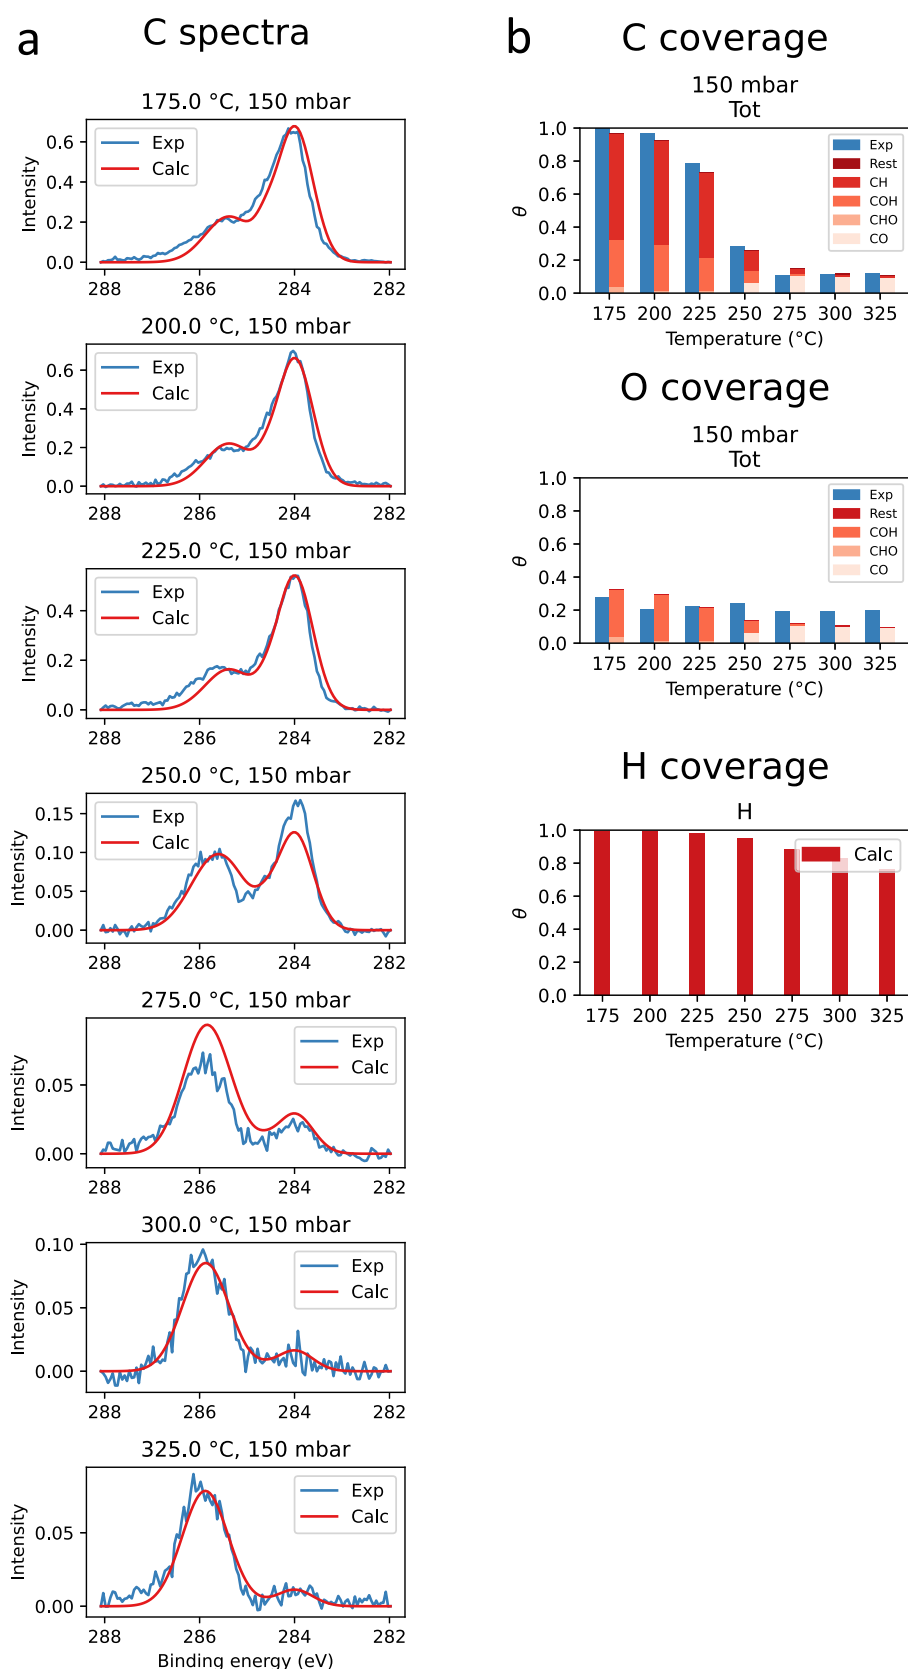 a
C spectra
175.0 °C, 150 mbar
Exp
Calc
Intensity
0.6
0.4
0.2
0.0
288 286 284 282
200.0 °C, 150 mbar
Exp
Calc
Intensity
0.6
0.4
0.2
0.0
288 286 284 282
225.0 °C, 150 mbar
Exp
Calc
Intensity
0.4
0.2
0.0
288 286 284 282
250.0 °C, 150 mbar
Exp
Calc
Intensity
0.15
0.10
0.05
0.00
288 286 284 282
275.0 °C, 150 mbar
Exp
Calc
Intensity
0.05
0.00
288 286 284 282
300.0 °C, 150 mbar
Exp
Calc
Intensity
0.10
0.05
0.00
288 286 284 282
325.0 °C, 150 mbar
Exp
Calc
Intensity
0.05
0.00
288 286 284 282
Binding energy (eV)
b
C coverage
150 mbar
Tot
Exp
Rest
CH
COH
CHO
CO
θ
1.0
0.8
0.6
0.4
0.2
0.0
175 200 225 250 275 300 325
Temperature (°C)
O coverage
150 mbar
Tot
Exp
Rest
COH
CHO
CO
θ
1.0
0.8
0.6
0.4
0.2
0.0
175 200 225 250 275 300 325
Temperature (°C)
H coverage
H
Calc
θ
1.0
0.8
0.6
0.4
0.2
0.0
175 200 225 250 275 300 325
Temperature (°C)